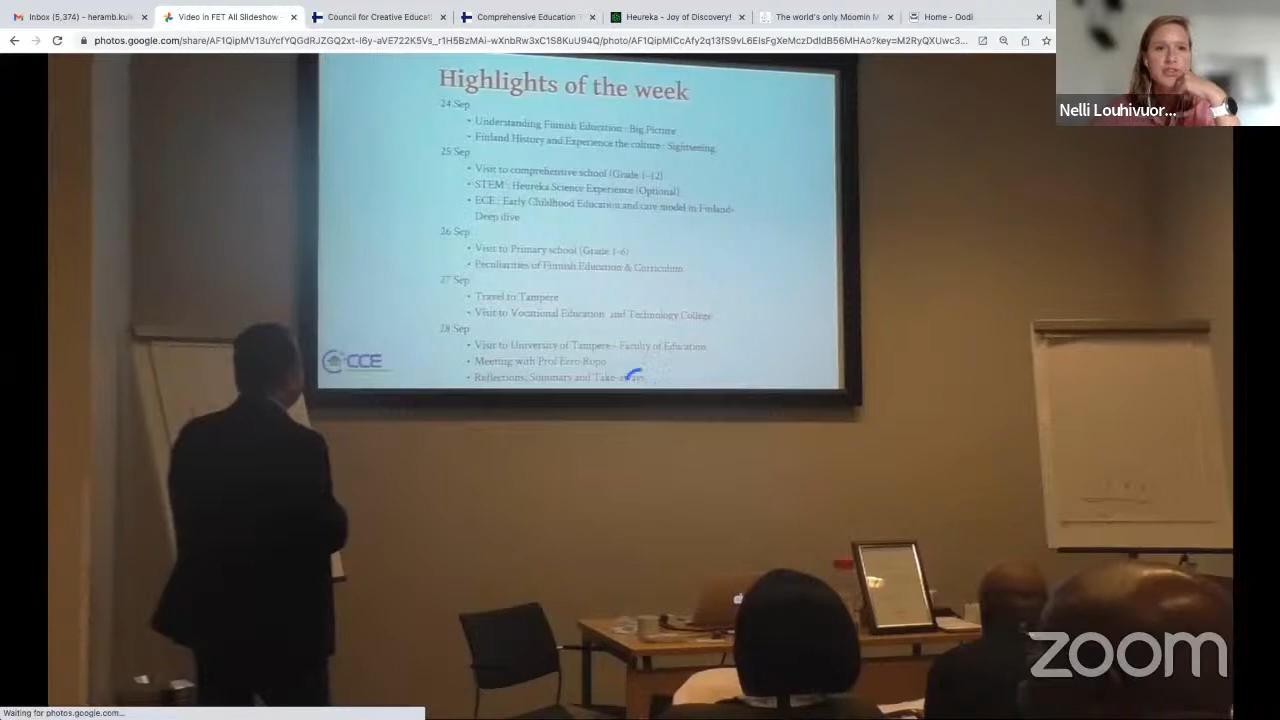 Inbox (5,374) - heramb.kulk
Video in FET All Slideshow -
Council for Creative Educati
Comprehensive Education
Heureka - Joy of Discovery!
The world's only Moomin M
Home - Oodi
photos.google.com/share/AF1QipMV13uYcfYQGdRJZGQ2xt-I6y-aVE722K5Vs_r1H5BzMAi-wXnbRw3xC1S8KuU94Q/photo/AF1QipMICcAfy2q13fS9vL6EIsFgXeMczDdIdB56MHAo?key=M2RyQXUwc3...
Nelli Louhivuor...
Highlights of the week
24 Sep
• Understanding Finnish Education : Big Picture
• Finland History and Experience the culture : Sightseeing
25 Sep
• Visit to comprehensive school (Grade 1-12)
• STEM : Heureka Science Experience (Optional)
• ECE : Early Childhood Education and care model in Finland-
Deep dive
26 Sep
• Visit to Primary school (Grade 1-6)
• Peculiarities of Finnish Education & Curriculum
27 Sep
• Travel to Tampere
• Visit to Vocational Education and Technology College
28 Sep
• Visit to University of Tampere - Faculty of Education
• Meeting with Prof Eero Ropo
• Reflections, Summary and Take-aways
CCE
zoom
Waiting for photos.google.com...